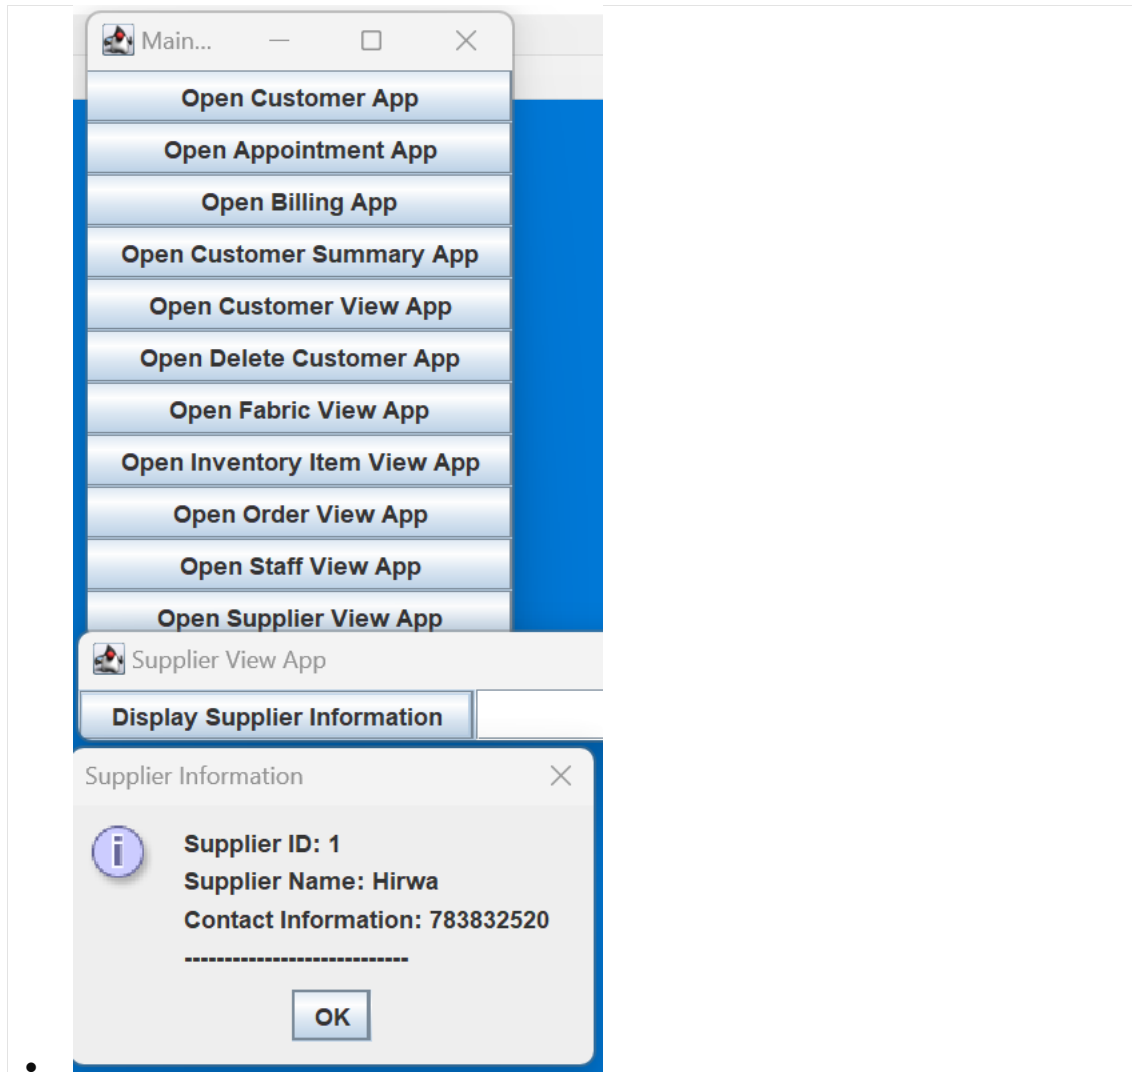 Main...
Open Customer App
Open Appointment App
Open Billing App
Open Customer Summary App
Open Customer View App
Open Delete Customer App
Open Fabric View App
Open Inventory Item View App
Open Order View App
Open Staff View App
Open Supplier View App
Supplier View App
Display Supplier Information
Supplier Information
Supplier ID: 1
Supplier Name: Hirwa
Contact Information: 783832520
----------------------------
OK